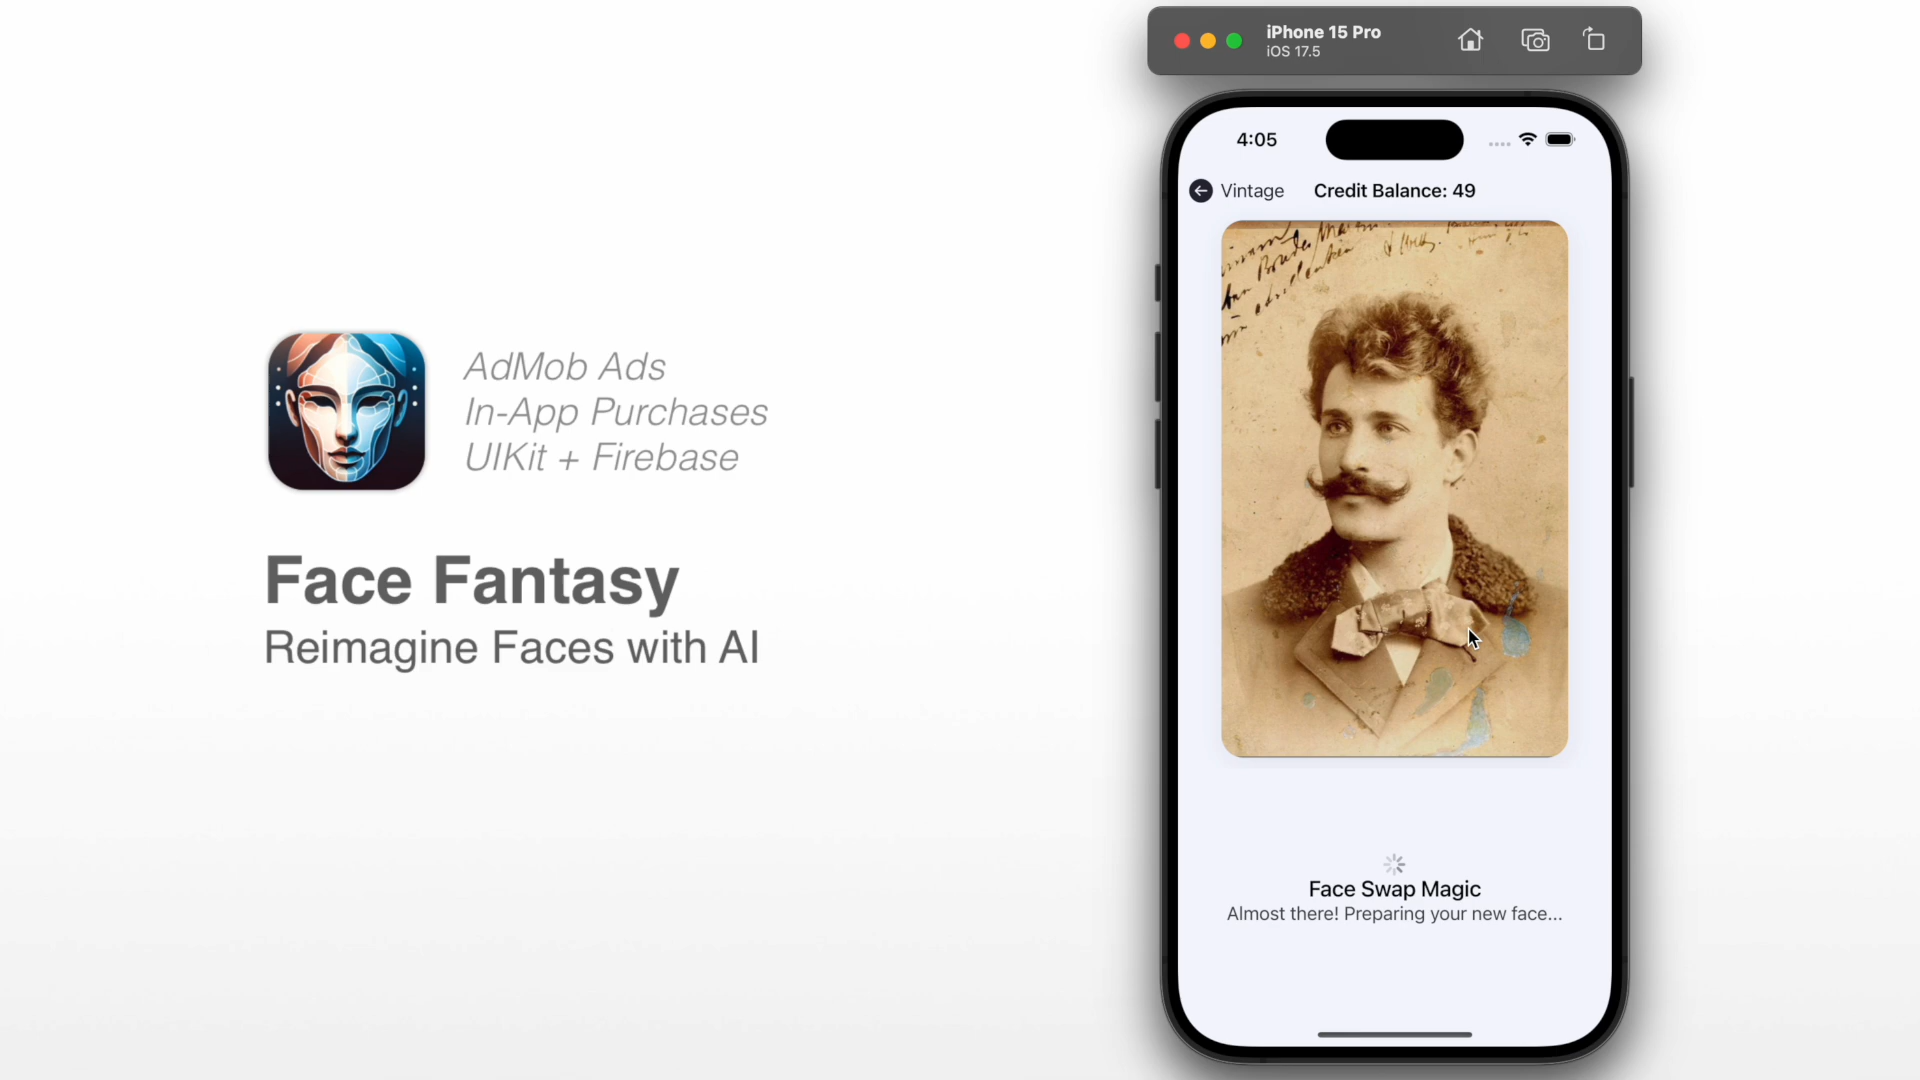 AdMob Ads
In-App Purchases
UIKit + Firebase
Face Fantasy
Reimagine Faces with AI
iPhone 15 Pro
iOS 17.5
4:05
Vintage
Credit Balance: 49
Face Swap Magic
Almost there! Preparing your new face...